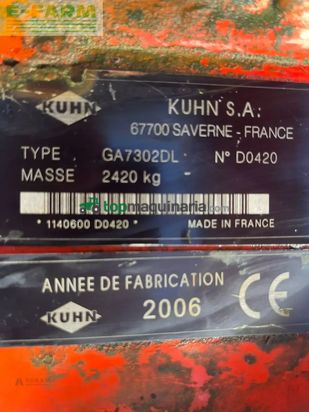 E-FARM
KUHN
KUHN S.A.
67700 SAVERNE - FRANCE
TYPE GA7302DL N° D0420
MASSE 2420 kg
topmaquinaria.com
* 1140600 D0420 * MADE IN FRANCE
ANNEE DE FABRICATION
KUHN 2006 CE